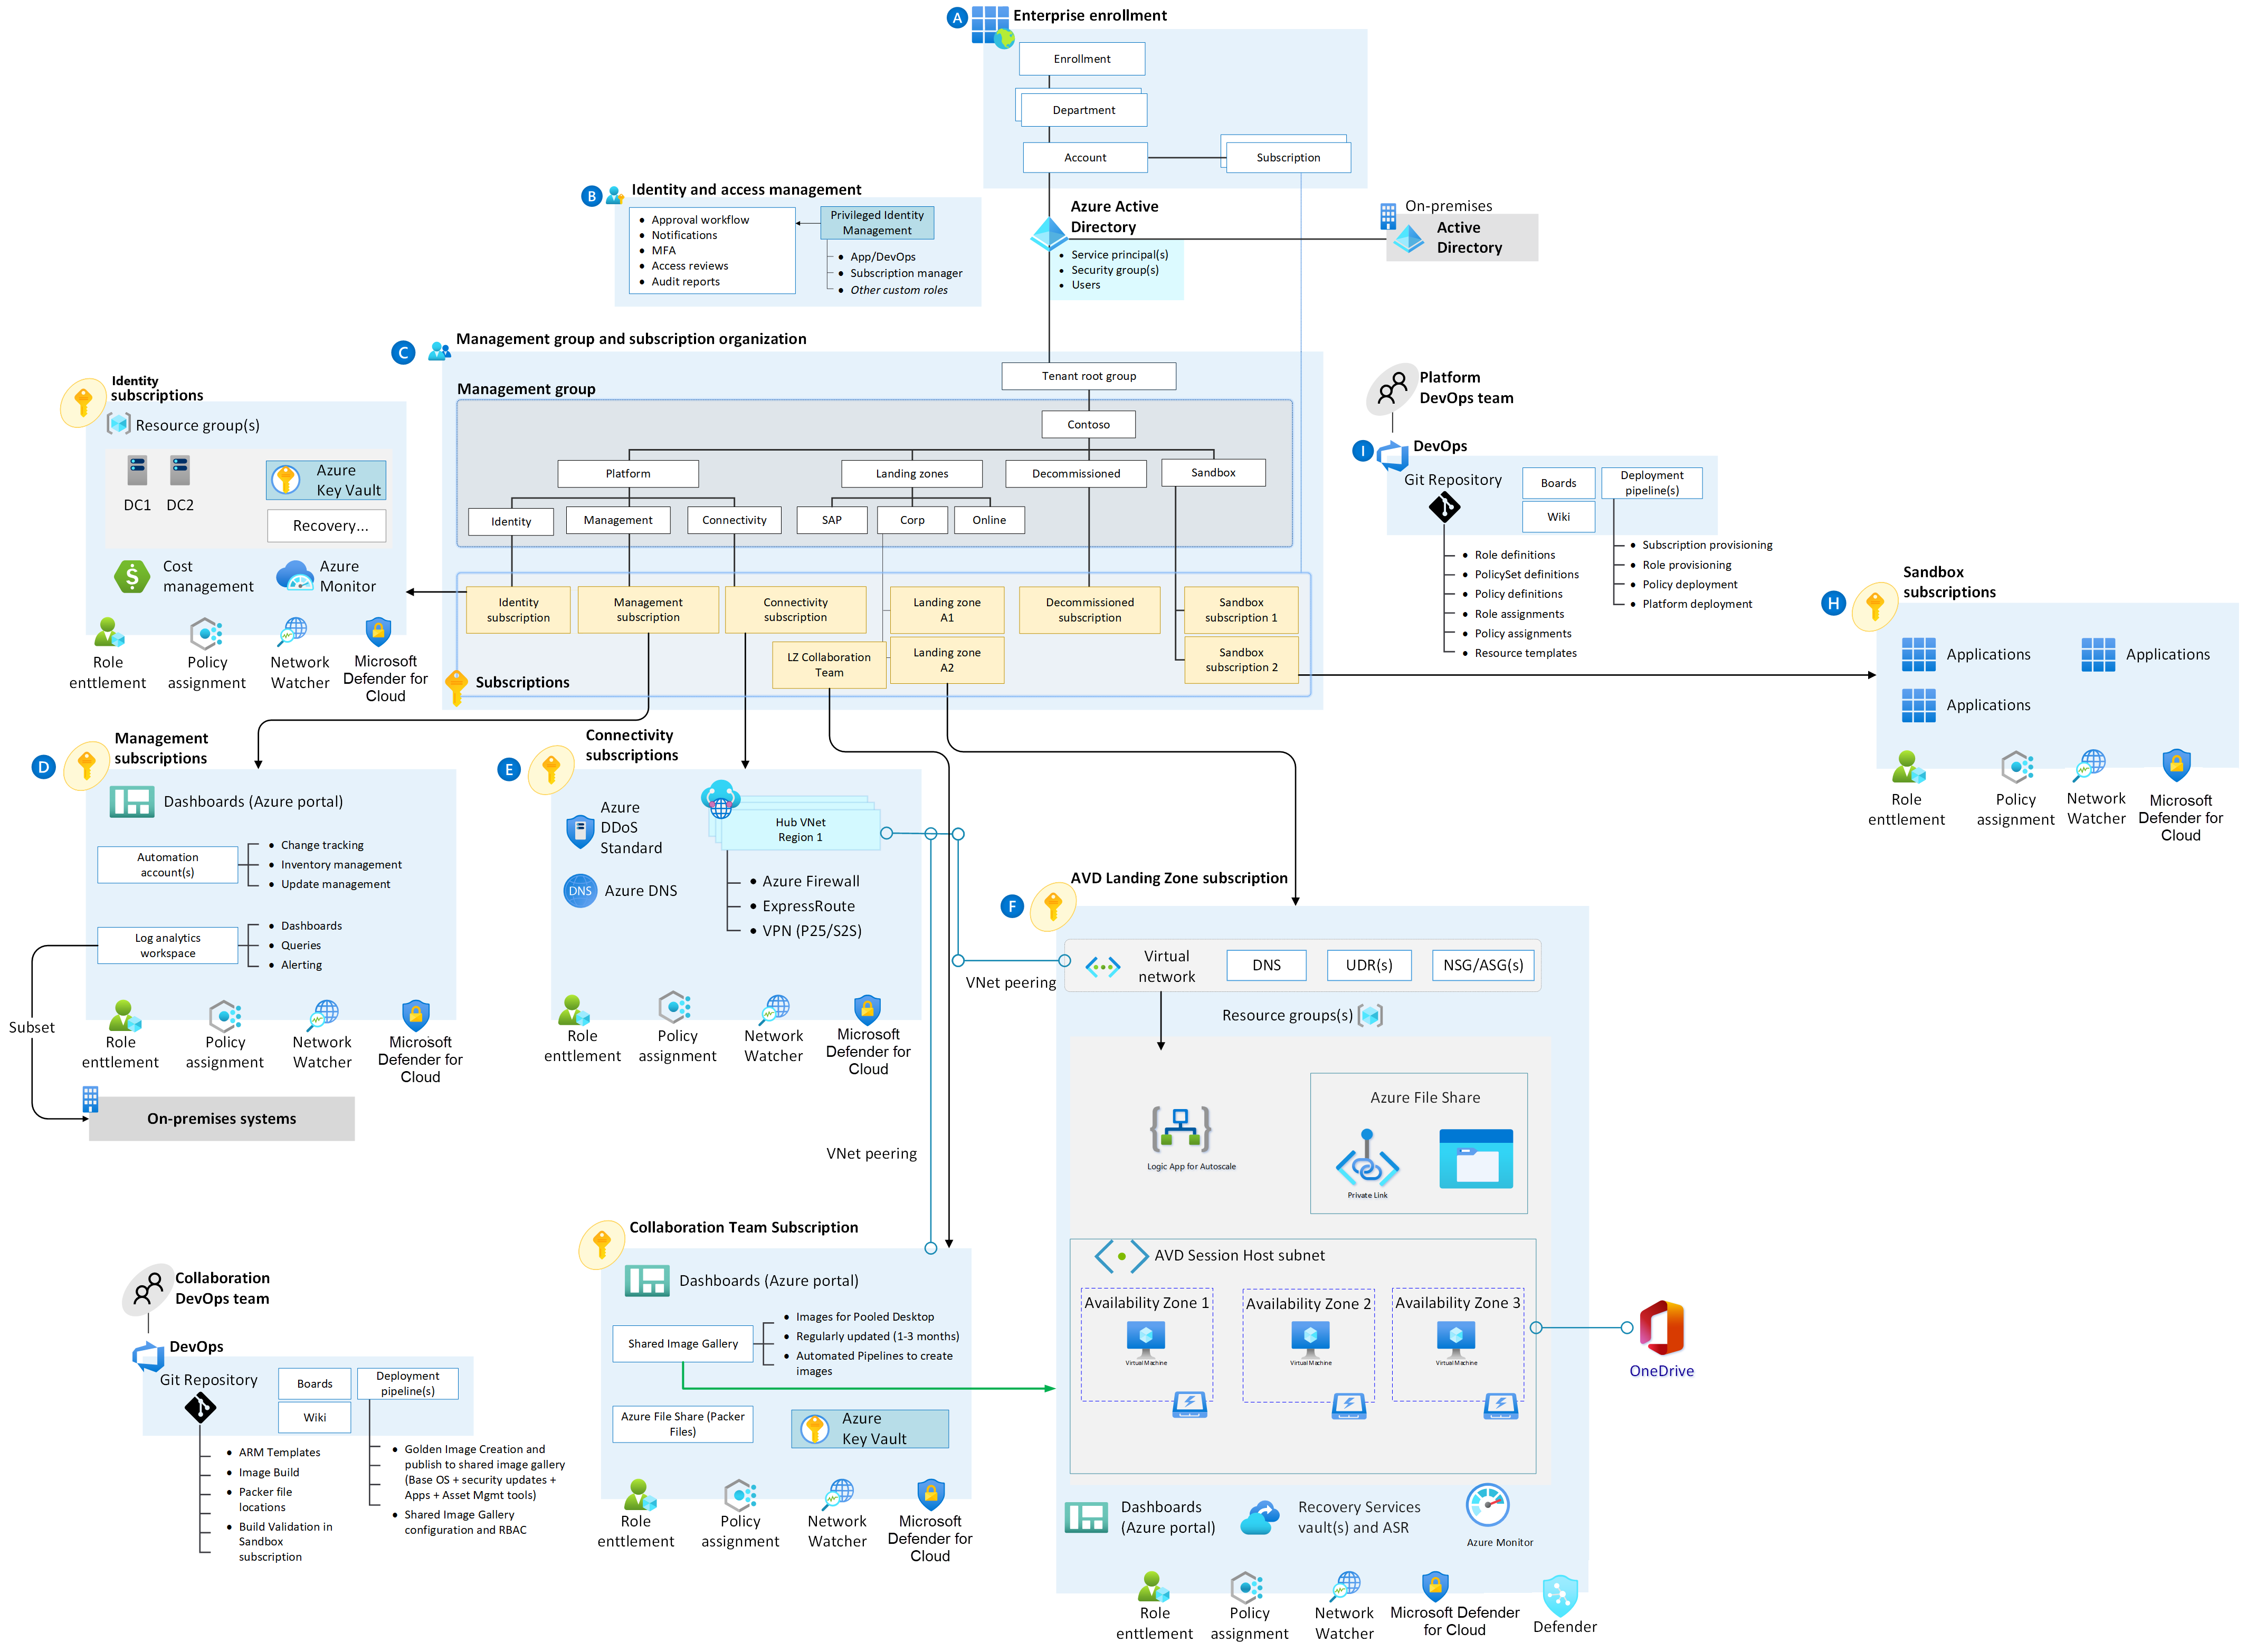 A
Enterprise enrollment
Enrollment
Department
Account
Subscription
B
Identity and access management
Approval workflow
Notifications
MFA
Access reviews
Audit reports
Privileged Identity
Management
App/DevOps
Subscription manager
Other custom roles
Azure Active
Directory
Service principal(s)
Security group(s)
Users
On-premises
Active
Directory
C
Management group and subscription organization
Management group
Tenant root group
Contoso
Platform
Landing zones
Decommissioned
Sandbox
Identity
Management
Connectivity
SAP
Corp
Online
Identity
subscription
Management
subscription
Connectivity
subscription
Landing zone
A1
Decommissioned
subscription
Sandbox
subscription 1
LZ Collaboration
Team
Landing zone
A2
Sandbox
subscription 2
Subscriptions
Identity
subscriptions
Resource group(s)
DC1
DC2
Azure
Key Vault
Recovery...
Cost
management
Azure
Monitor
Role
enttlement
Policy
assignment
Network
Watcher
Microsoft
Defender for
Cloud
Platform
DevOps team
I
DevOps
Git Repository
Boards
Wiki
Deployment
pipeline(s)
Role definitions
PolicySet definitions
Policy definitions
Role assignments
Policy assignments
Resource templates
Subscription provisioning
Role provisioning
Policy deployment
Platform deployment
H
Sandbox
subscriptions
Applications
Applications
Applications
Role
enttlement
Policy
assignment
Network
Watcher
Microsoft
Defender for
Cloud
D
Management
subscriptions
Dashboards (Azure portal)
Automation
account(s)
Change tracking
Inventory management
Update management
Log analytics
workspace
Dashboards
Queries
Alerting
Role
enttlement
Policy
assignment
Network
Watcher
Microsoft
Defender for
Cloud
Subset
On-premises systems
E
Connectivity
subscriptions
Azure
DDoS
Standard
DNS
Azure DNS
Hub VNet
Region 1
Azure Firewall
ExpressRoute
VPN (P25/S2S)
Role
enttlement
Policy
assignment
Network
Watcher
Microsoft
Defender for
Cloud
VNet peering
VNet peering
F
AVD Landing Zone subscription
Virtual
network
DNS
UDR(s)
NSG/ASG(s)
Resource groups(s)
Logic App for Autoscale
Azure File Share
Private Link
AVD Session Host subnet
Availability Zone 1
Virtual Machine
Availability Zone 2
Virtual Machine
Availability Zone 3
Virtual Machine
OneDrive
Dashboards
(Azure portal)
Recovery Services
vault(s) and ASR
Azure Monitor
Role
enttlement
Policy
assignment
Network
Watcher
Microsoft Defender
for Cloud
Defender
Collaboration Team Subscription
Dashboards (Azure portal)
Shared Image Gallery
Images for Pooled Desktop
Regularly updated (1-3 months)
Automated Pipelines to create
images
Azure File Share (Packer
Files)
Azure
Key Vault
Role
enttlement
Policy
assignment
Network
Watcher
Microsoft
Defender for
Cloud
Collaboration
DevOps team
DevOps
Git Repository
Boards
Wiki
Deployment
pipeline(s)
ARM Templates
Image Build
Packer file
locations
Build Validation in
Sandbox
subscription
Golden Image Creation and
publish to shared image gallery
(Base OS + security updates +
Apps + Asset Mgmt tools)
Shared Image Gallery
configuration and RBAC